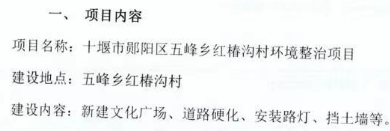 一、 项目内容
项目名称：十堰市郧阳区五峰乡红椿沟村环境整治项目
建设地点：五峰乡红椿沟村
建设内容：新建文化广场、道路硬化、安装路灯、挡土墙等。